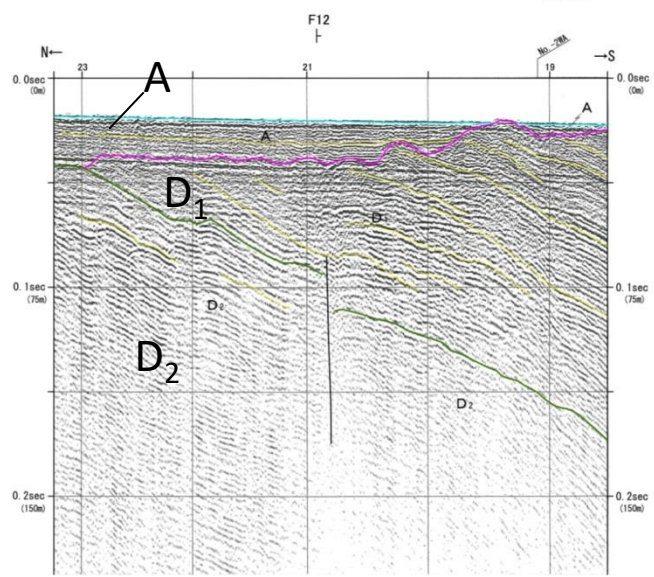 F12
N← →S
23 21 19
No.-2WA
0.0sec 0.0sec
(0m) (0m)
A
A
A
D1
D
0.1sec 0.1sec
(75m) (75m)
D2
D2
D2
0.2sec 0.2sec
(150m) (150m)